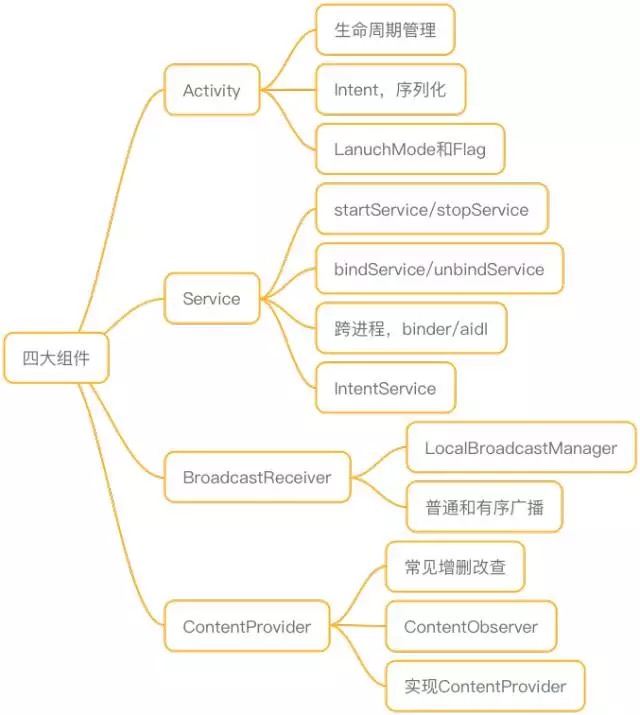 四大组件
Activity
生命周期管理
Intent，序列化
LanuchMode和Flag
Service
startService/stopService
bindService/unbindService
跨进程，binder/aidl
IntentService
BroadcastReceiver
LocalBroadcastManager
普通和有序广播
ContentProvider
常见增删改查
ContentObserver
实现ContentProvider